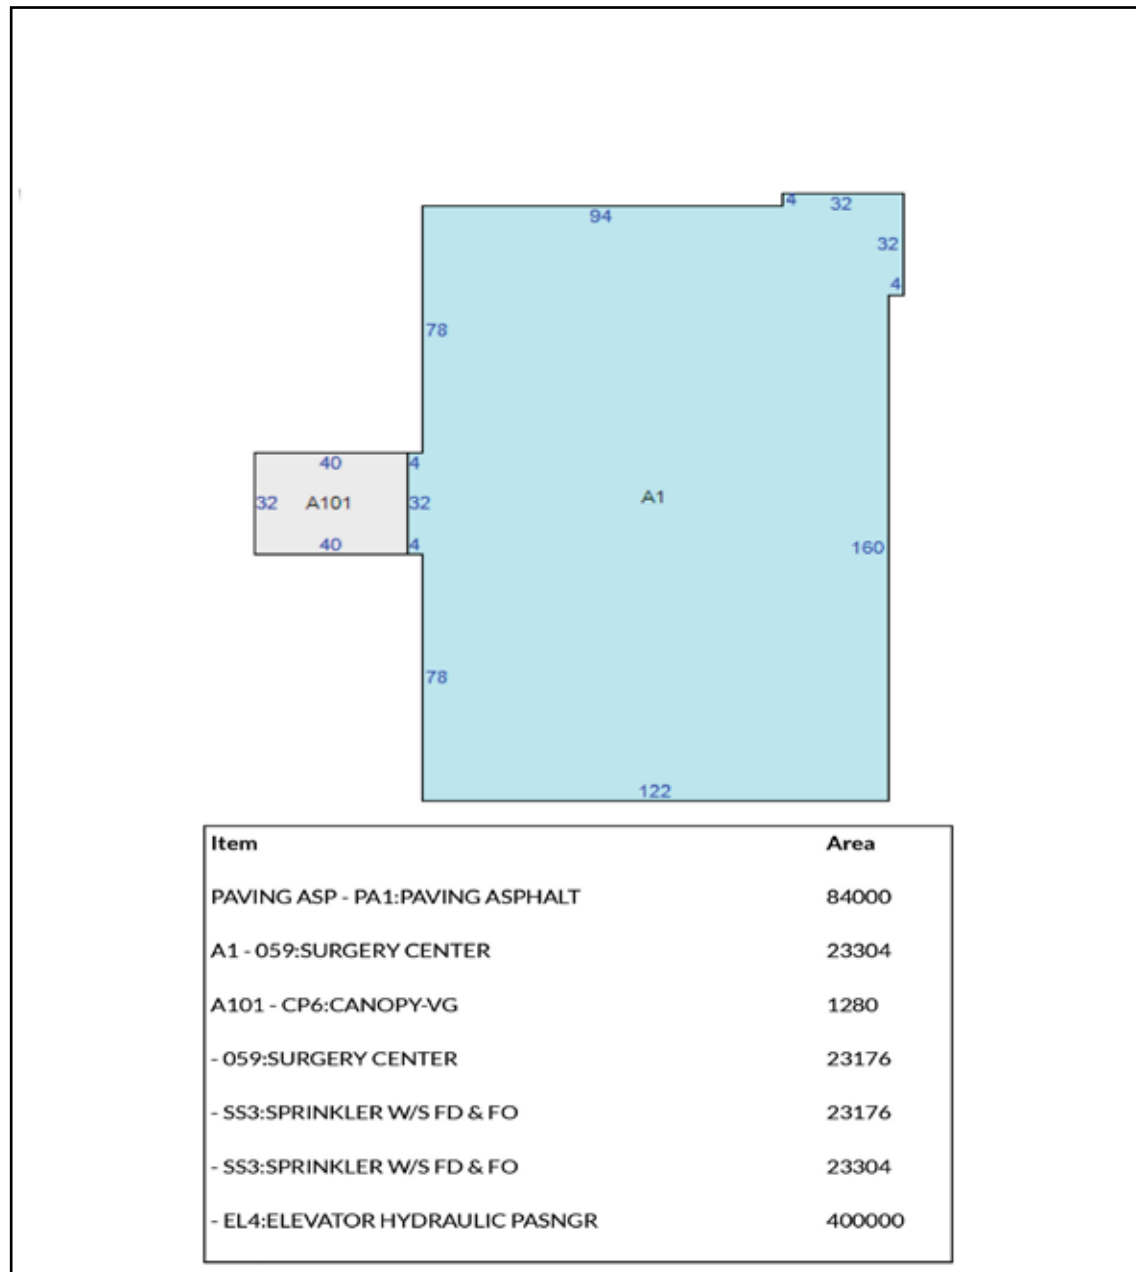 4 32
94
32
4
78
40 4
32 A101 32
A1
40 4
160
78
122
Item Area
PAVING ASP - PA1:PAVING ASPHALT 84000
A1 - 059:SURGERY CENTER 23304
A101 - CP6:CANOPY-VG 1280
- 059:SURGERY CENTER 23176
- SS3:SPRINKLER W/S FD & FO 23176
- SS3:SPRINKLER W/S FD & FO 23304
- EL4:ELEVATOR HYDRAULIC PASNGR 400000